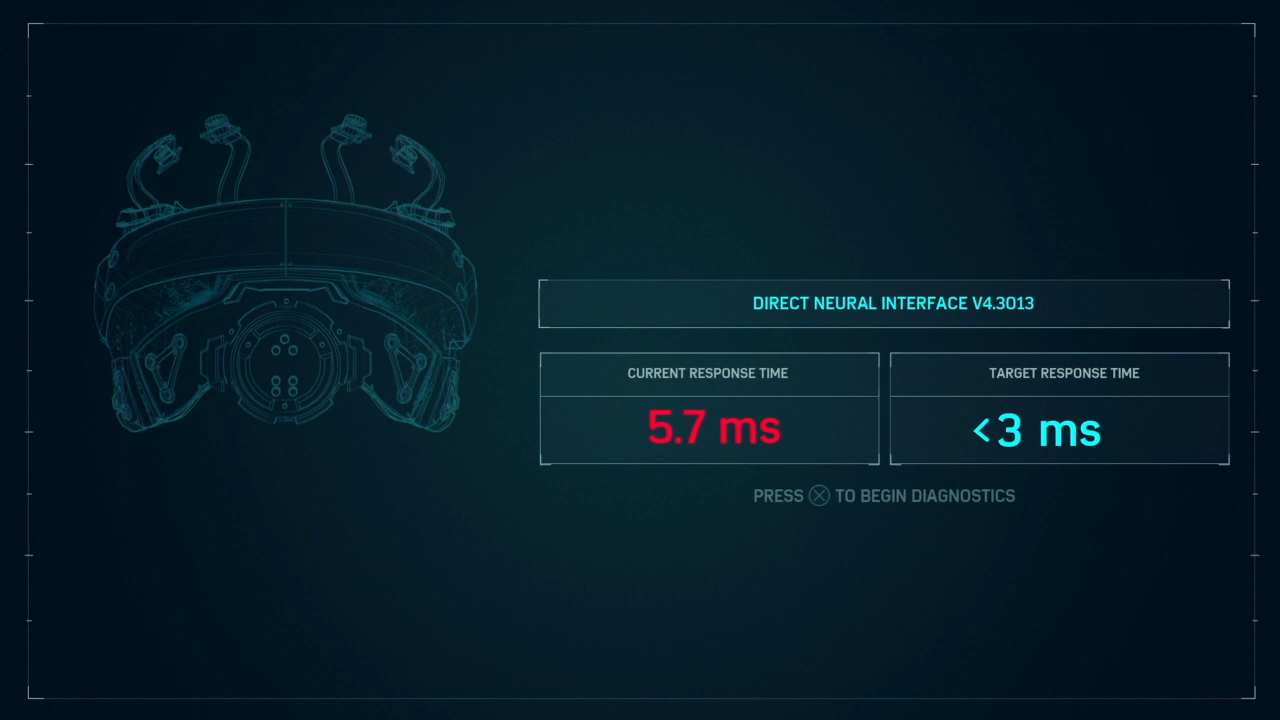 DIRECT NEURAL INTERFACE V4.3013
CURRENT RESPONSE TIME
5.7 ms
TARGET RESPONSE TIME
<3 ms
PRESS ⓧ TO BEGIN DIAGNOSTICS